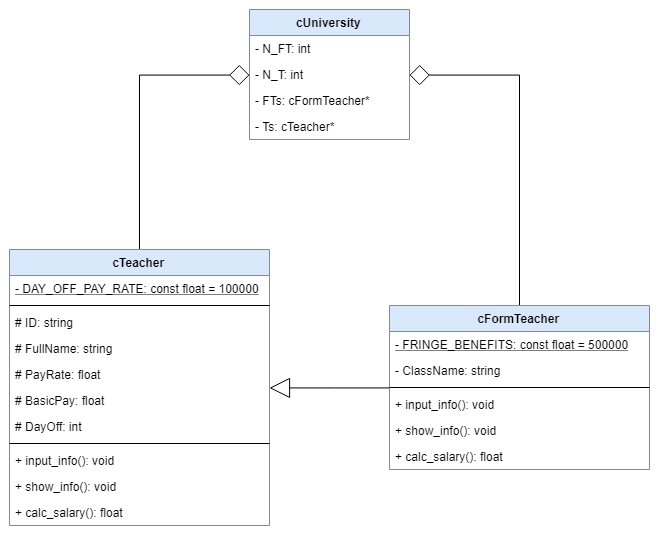 cUniversity
- N_FT: int
- N_T: int
- FTs: cFormTeacher*
- Ts: cTeacher*
cTeacher
- DAY_OFF_PAY_RATE: const float = 100000
# ID: string
# FullName: string
# PayRate: float
# BasicPay: float
# DayOff: int
+ input_info(): void
+ show_info(): void
+ calc_salary(): float
cFormTeacher
- FRINGE_BENEFITS: const float = 500000
- ClassName: string
+ input_info(): void
+ show_info(): void
+ calc_salary(): float